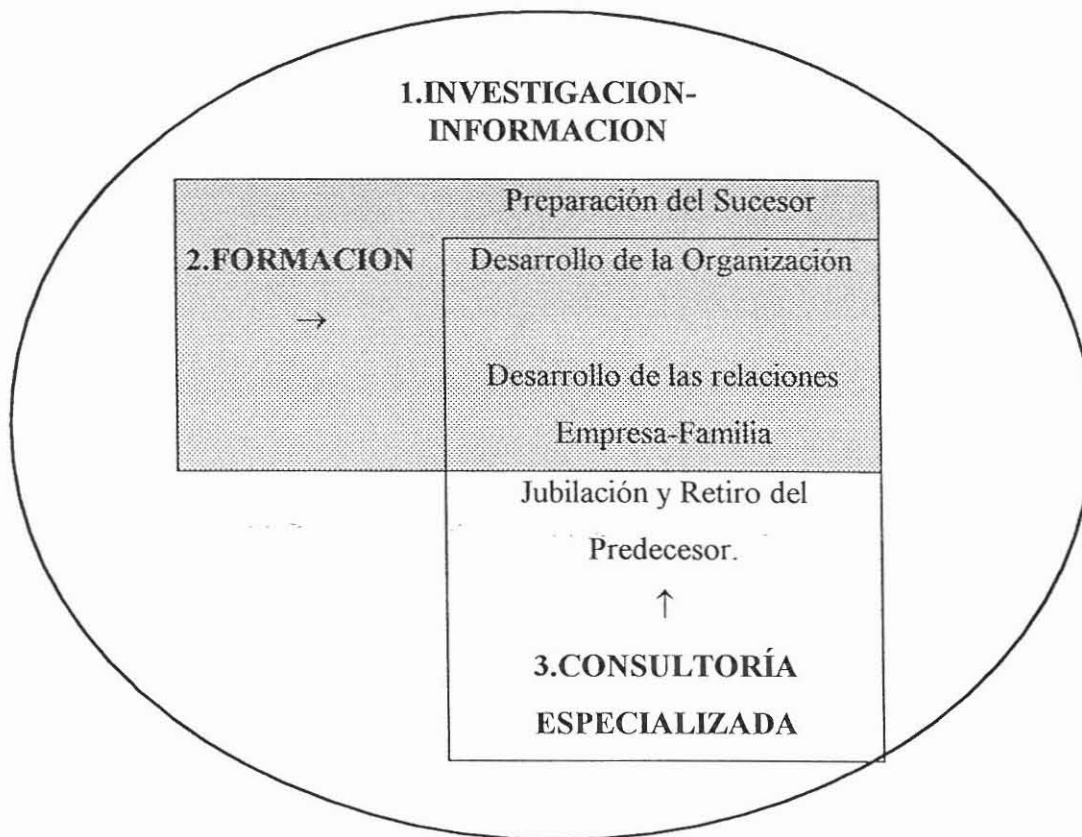 1.INVESTIGACION-
INFORMACION
Preparación del Sucesor
2.FORMACION
Desarrollo de la Organización
→
Desarrollo de las relaciones
Empresa-Familia
Jubilación y Retiro del
Predecesor.
↑
3.CONSULTORÍA
ESPECIALIZADA